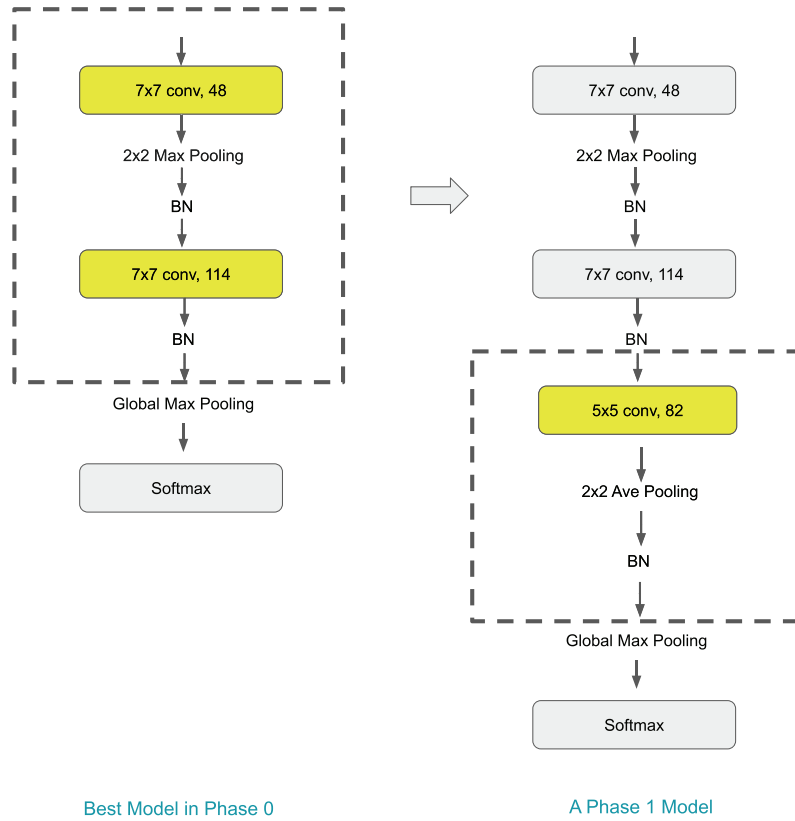 7x7 conv, 48
2x2 Max Pooling
BN
7x7 conv, 114
BN
Global Max Pooling
Softmax
Best Model in Phase 0
7x7 conv, 48
2x2 Max Pooling
BN
7x7 conv, 114
BN
5x5 conv, 82
2x2 Ave Pooling
BN
Global Max Pooling
Softmax
A Phase 1 Model